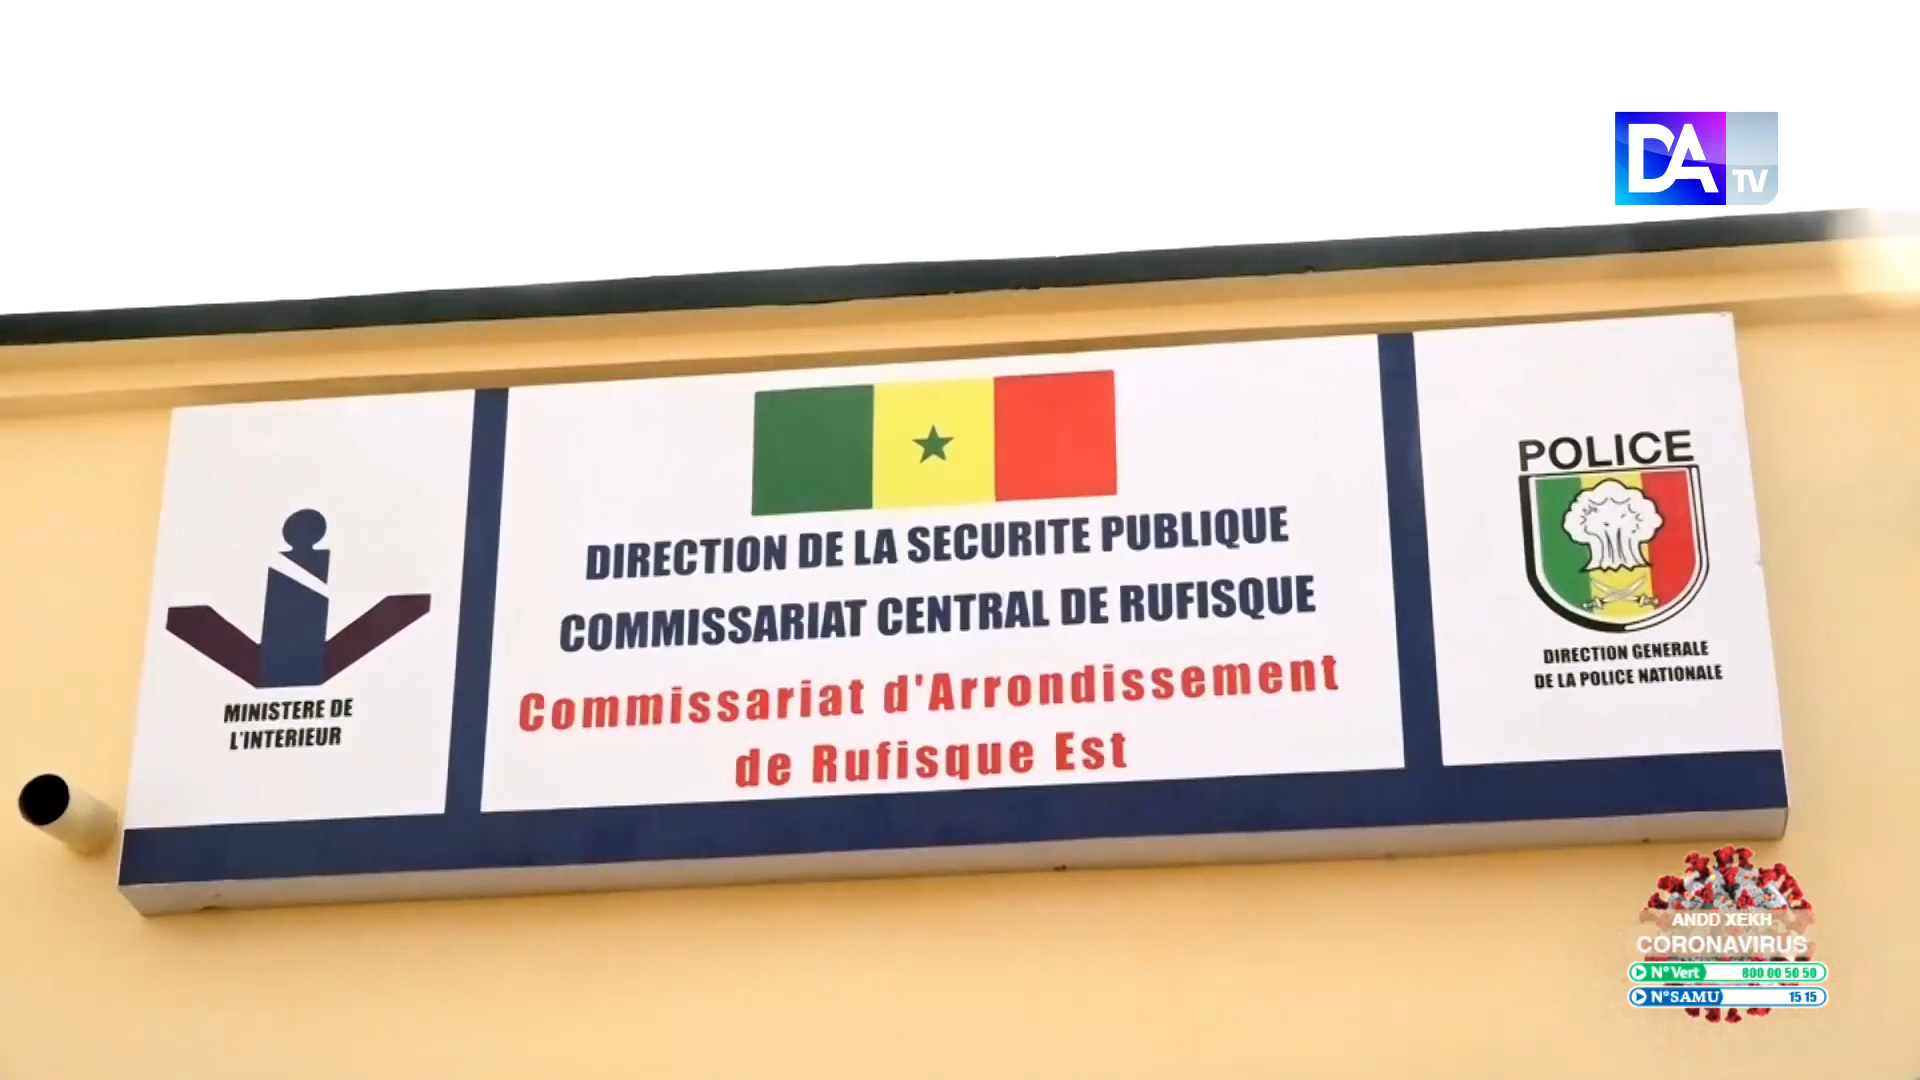 DA TV
DIRECTION DE LA SECURITE PUBLIQUE
COMMISSARIAT CENTRAL DE RUFISQUE
Commissariat d'Arrondissement
de Rufisque Est
MINISTERE DE
L'INTERIEUR
POLICE
DIRECTION GENERALE
DE LA POLICE NATIONALE
ANDD XEKH
CORONAVIRUS
N° Vert 800 00 50 50
N°SAMU 15 15